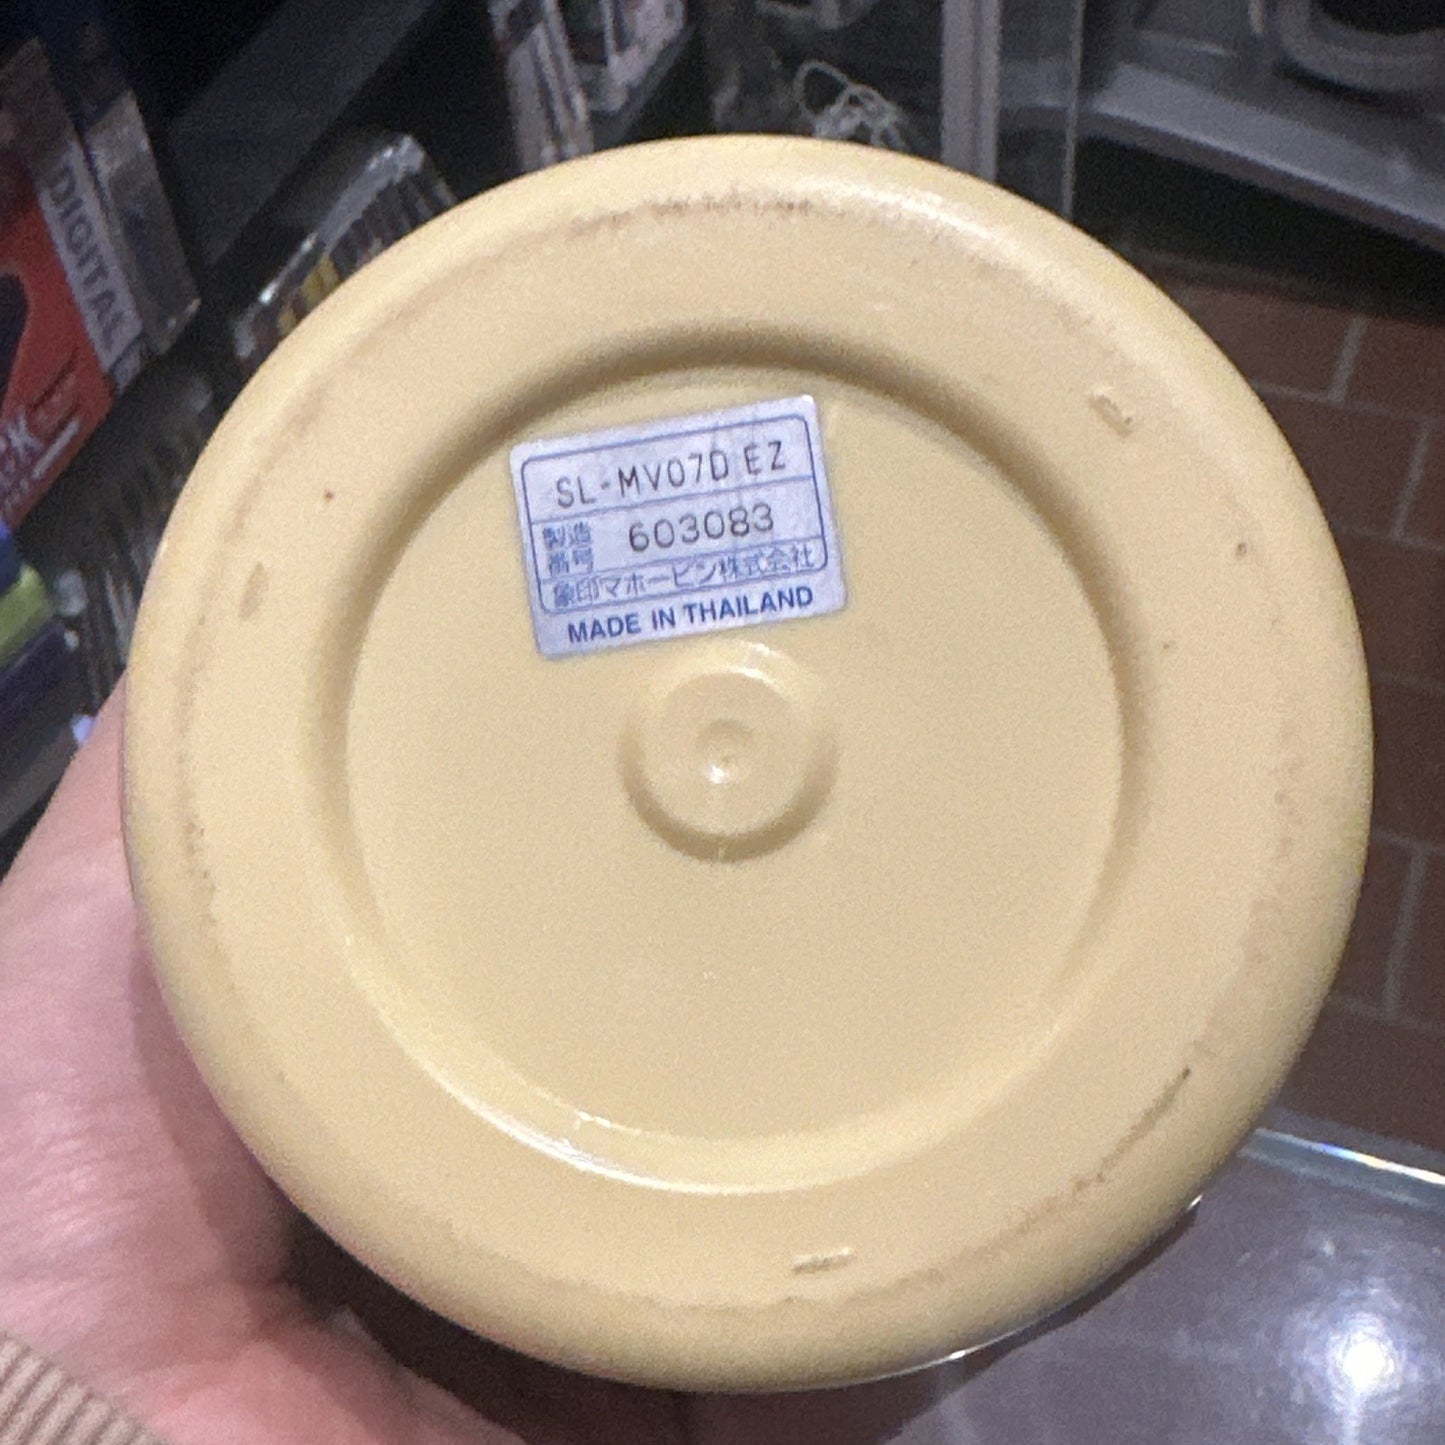 SL-MV07D EZ
製造番号 603083
象印マホービン株式会社
MADE IN THAILAND
DIGITAL